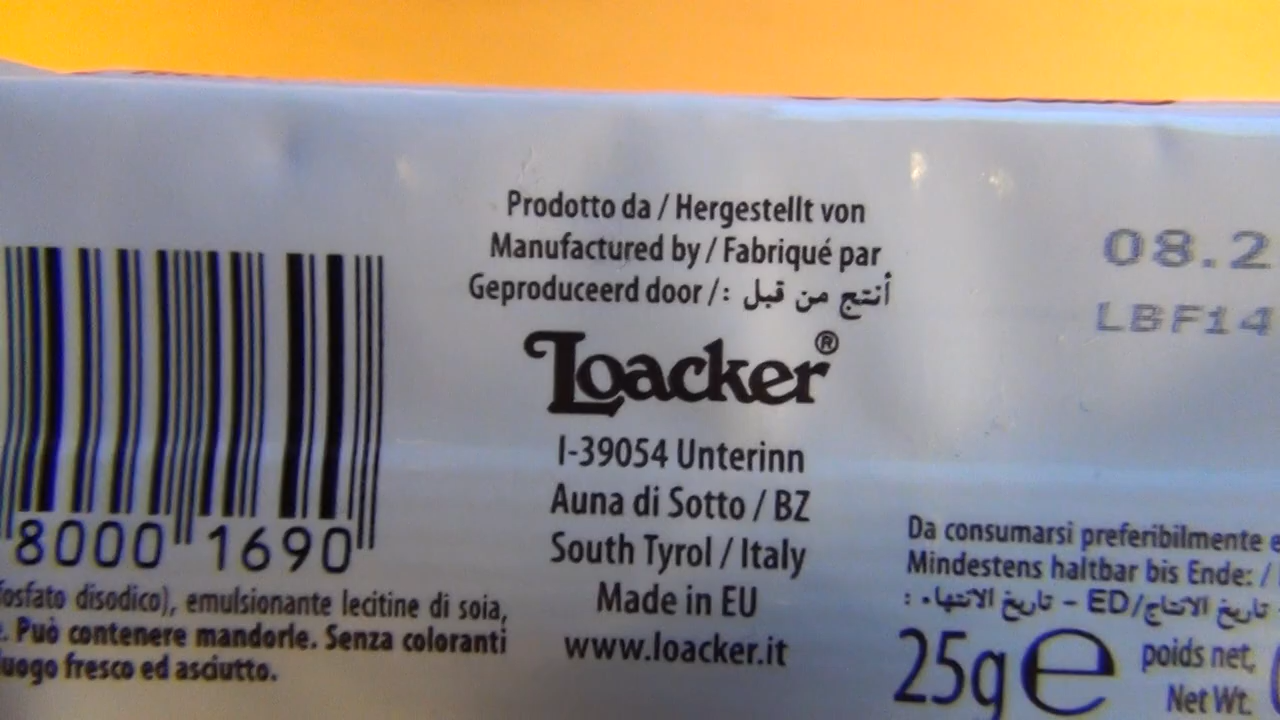 Prodotto da / Hergestellt von
Manufactured by / Fabriqué par
Geproduceerd door /: أنتج من قبل
Loacker®
I-39054 Unterinn
Auna di Sotto / BZ
South Tyrol / Italy
Made in EU
www.loacker.it
8000 1690
fosfato disodico), emulsionante lecitine di soia,
. Può contenere mandorle. Senza coloranti
luogo fresco ed asciutto.
08.2
LBF14
Da consumarsi preferibilmente e
Mindestens haltbar bis Ende: /
تاريخ الانتاج/ED - تاريخ الانتهاء :
25g e poids net,
Net Wt.